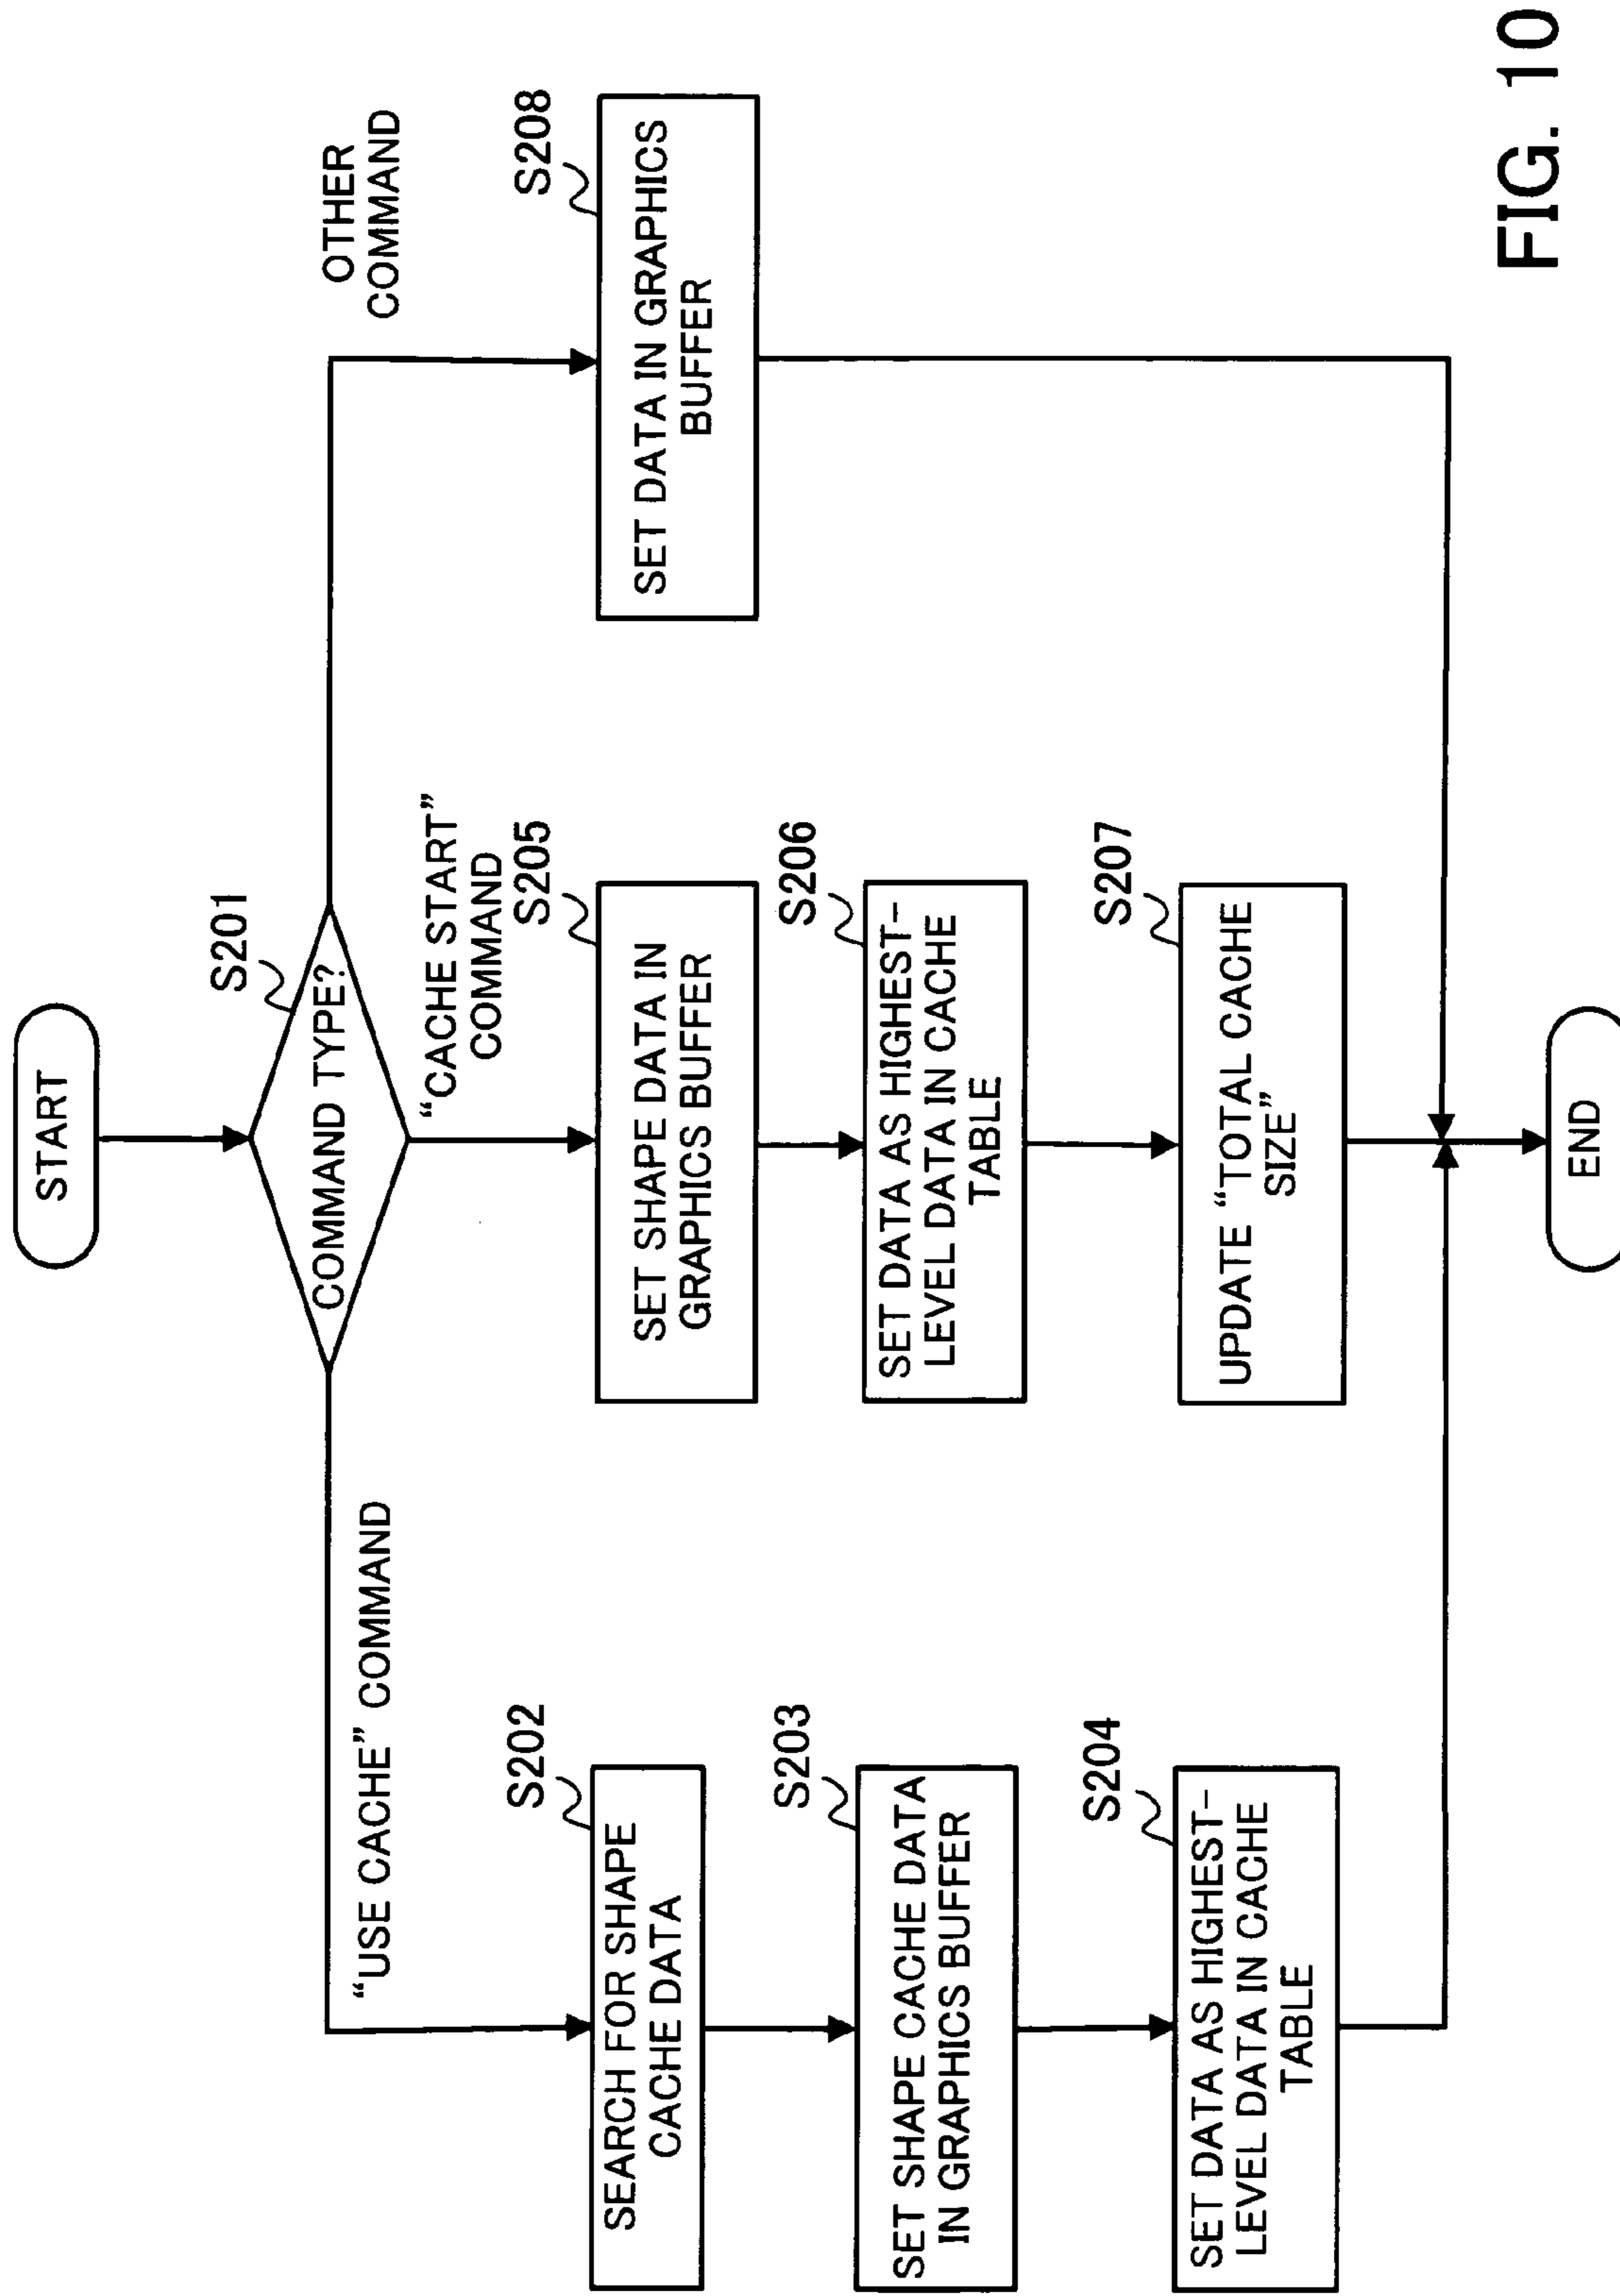 START
S201
COMMAND TYPE?
"USE CACHE" COMMAND
S202
SEARCH FOR SHAPE
CACHE DATA
S203
SET SHAPE CACHE DATA
IN GRAPHICS BUFFER
S204
SET DATA AS HIGHEST-
LEVEL DATA IN CACHE
TABLE
“CACHE START”
COMMAND
S205
SET SHAPE DATA IN
GRAPHICS BUFFER
S206
SET DATA AS HIGHEST-
LEVEL DATA IN CACHE
TABLE
S207
UPDATE “TOTAL CACHE
SIZE”
OTHER
COMMAND
S208
SET DATA IN GRAPHICS
BUFFER
END
FIG. 10